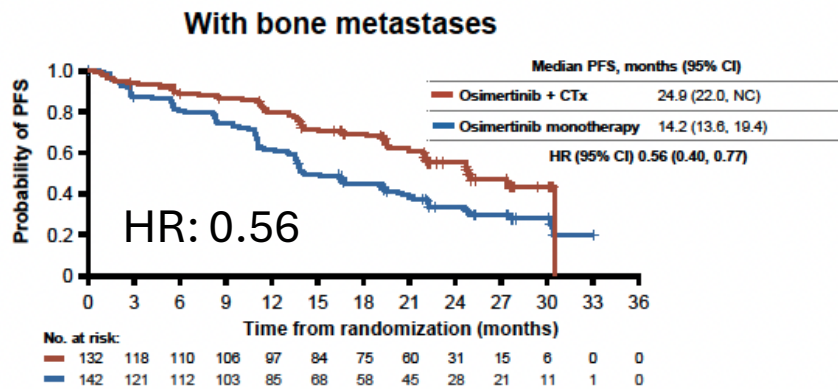 With bone metastases
Median PFS, months (95% CI)
Osimertinib + CTx 24.9 (22.0, NC)
Osimertinib monotherapy 14.2 (13.6, 19.4)
HR (95% CI) 0.56 (0.40, 0.77)
Probability of PFS
1.0
0.8
0.6
0.4
0.2
0
HR: 0.56
0 3 6 9 12 15 18 21 24 27 30 33 36
Time from randomization (months)
No. at risk:
132 118 110 106 97 84 75 60 31 15 6 0 0
142 121 112 103 85 68 58 45 28 21 11 1 0